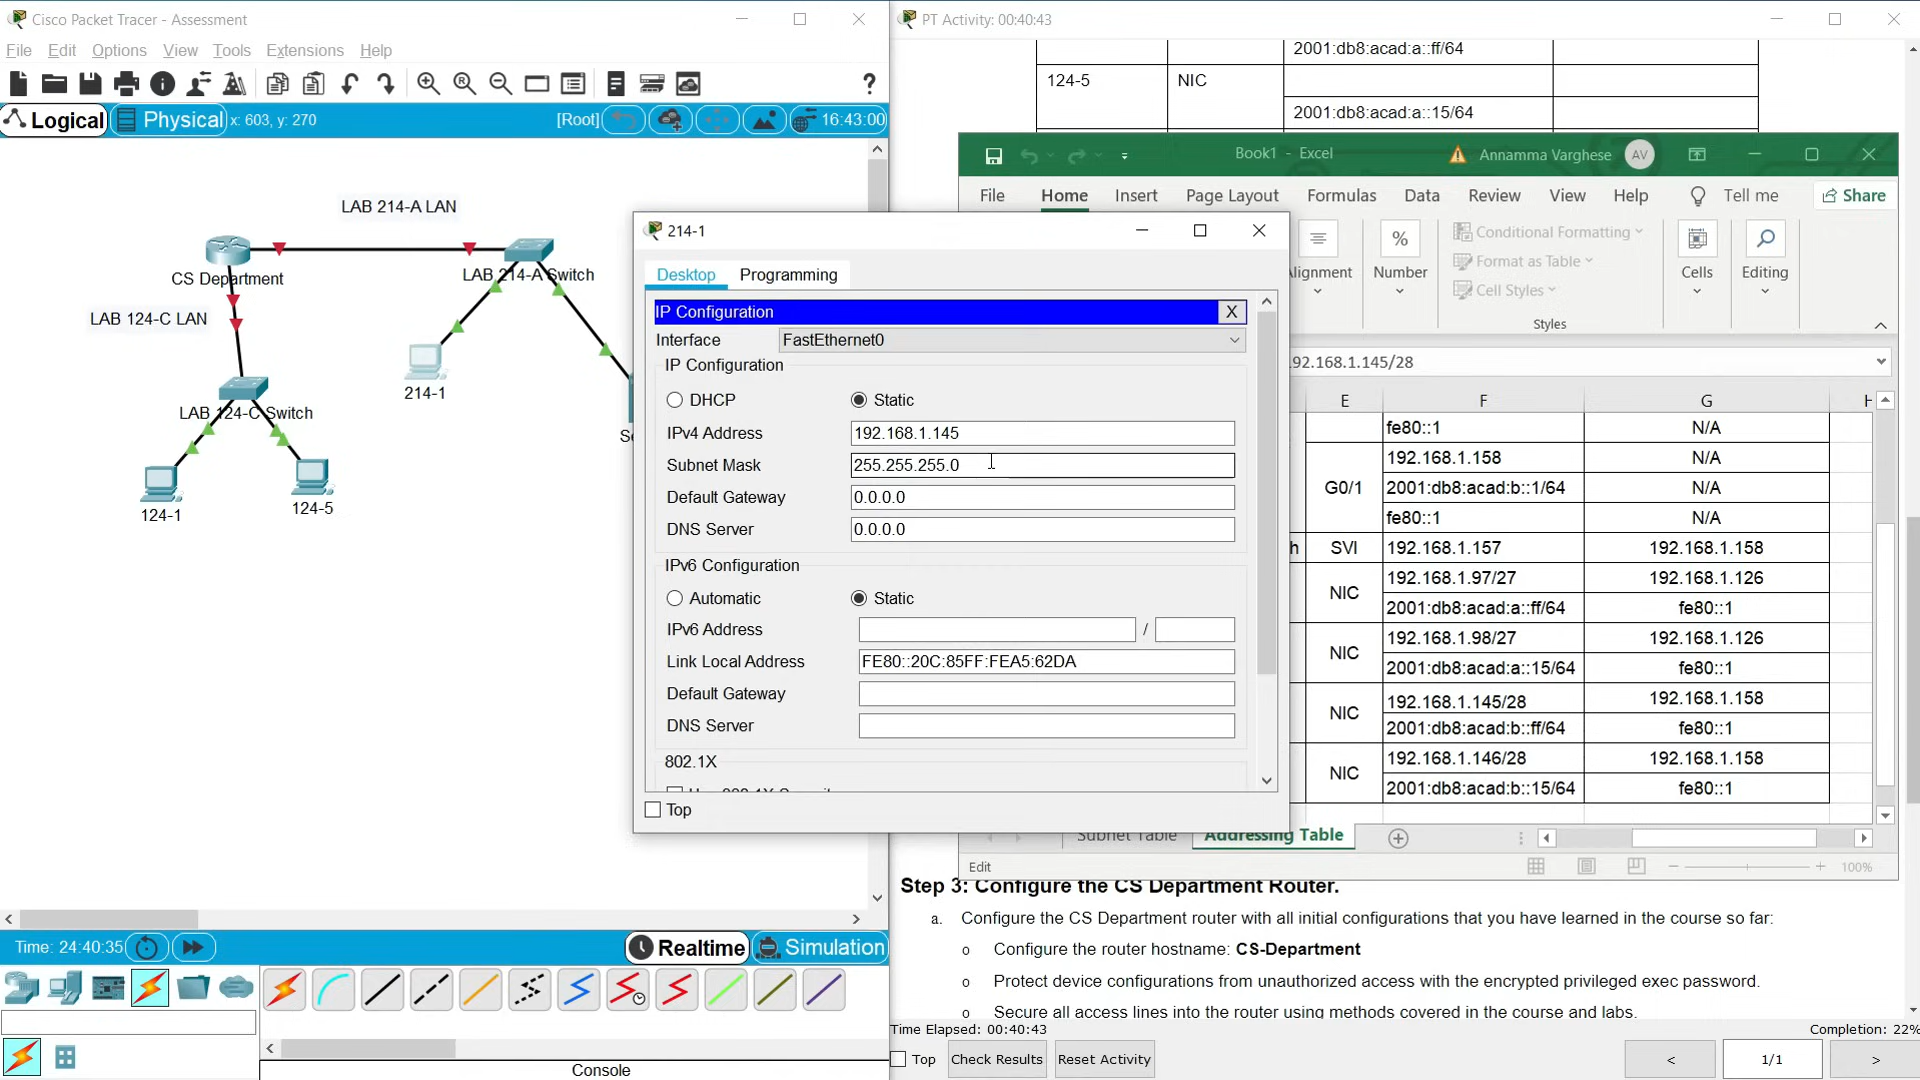 Cisco Packet Tracer - Assessment
File Edit Options View Tools Extensions Help
Logical Physical x: 603, y: 270 [Root] 16:43:00
LAB 214-A LAN
CS Department
LAB 214-A Switch
LAB 124-C LAN
214-1
LAB 124-C Switch
124-1
124-5
Time: 24:40:35 Realtime Simulation
Console
214-1
Desktop Programming
IP Configuration X
Interface FastEthernet0
IP Configuration
DHCP Static
IPv4 Address 192.168.1.145
Subnet Mask 255.255.255.0
Default Gateway 0.0.0.0
DNS Server 0.0.0.0
IPv6 Configuration
Automatic Static
IPv6 Address /
Link Local Address FE80::20C:85FF:FEA5:62DA
Default Gateway
DNS Server
802.1X
Top
PT Activity: 00:40:43
2001:db8:acad:a::ff/64
124-5 NIC
2001:db8:acad:a::15/64
Book1 - Excel Annamma Varghese AV
File Home Insert Page Layout Formulas Data Review View Help Tell me Share
Alignment
% Number
Conditional Formatting
Format as Table
Cell Styles
Styles
Cells
Editing
92.168.1.145/28
E F G H
fe80::1 N/A
G0/1 192.168.1.158 N/A
2001:db8:acad:b::1/64 N/A
fe80::1 N/A
h SVI 192.168.1.157 192.168.1.158
NIC 192.168.1.97/27 192.168.1.126
2001:db8:acad:a::ff/64 fe80::1
NIC 192.168.1.98/27 192.168.1.126
2001:db8:acad:a::15/64 fe80::1
NIC 192.168.1.145/28 192.168.1.158
2001:db8:acad:b::ff/64 fe80::1
NIC 192.168.1.146/28 192.168.1.158
2001:db8:acad:b::15/64 fe80::1
Subnet Table Addressing Table
Edit 100%
Step 3: Configure the CS Department Router.
a. Configure the CS Department router with all initial configurations that you have learned in the course so far:
o Configure the router hostname: CS-Department
o Protect device configurations from unauthorized access with the encrypted privileged exec password.
o Secure all access lines into the router using methods covered in the course and labs.
Time Elapsed: 00:40:43 Completion: 22%
Top Check Results Reset Activity < 1/1 >